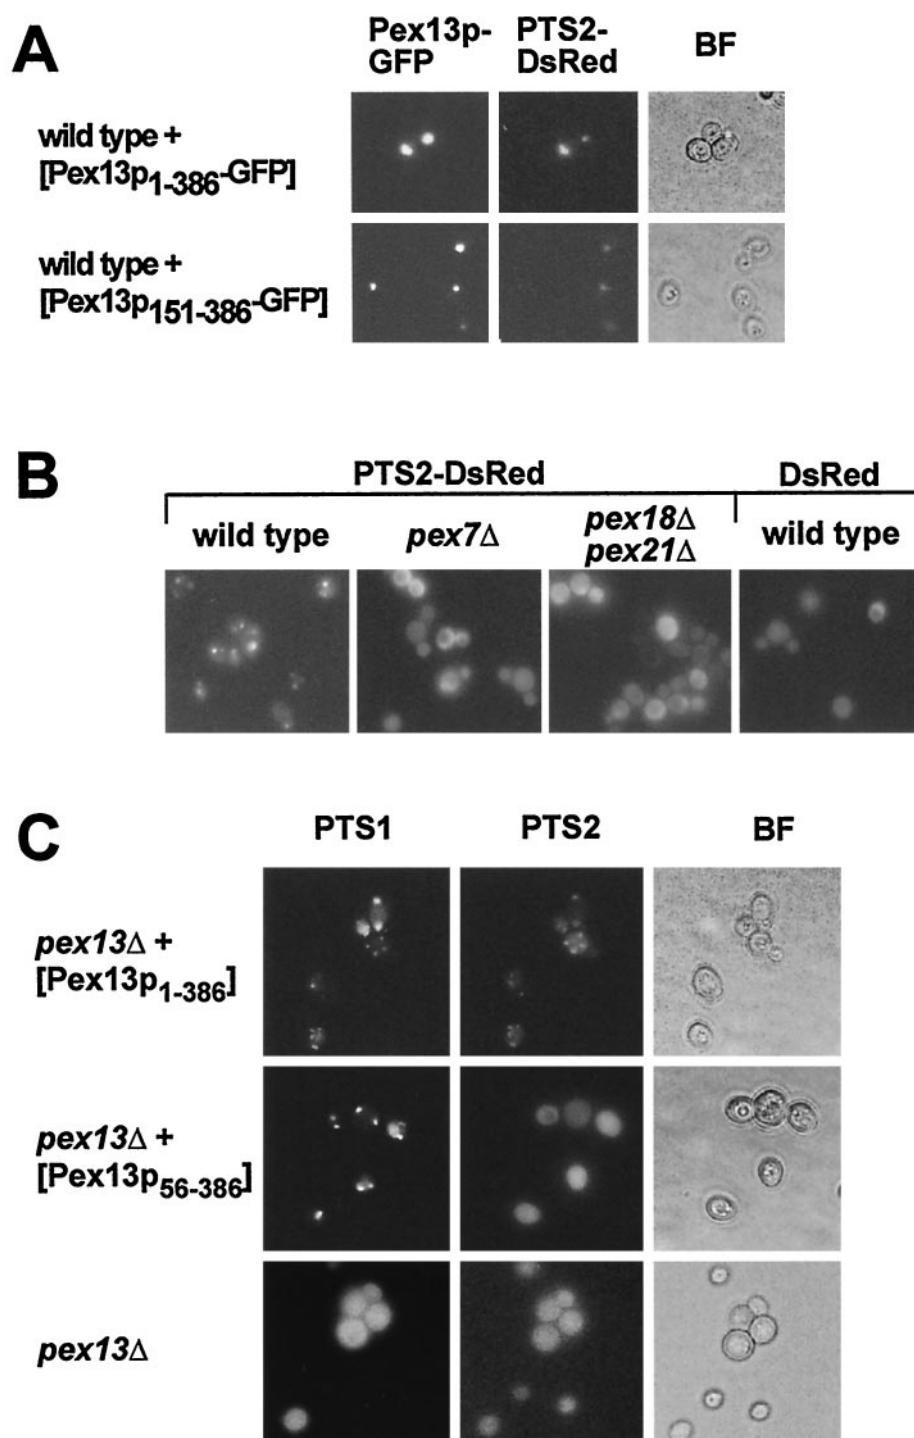 A
Pex13p-
GFP
PTS2-
DsRed
BF
wild type +
[Pex13p1-386-GFP]
wild type +
[Pex13p151-386-GFP]
B
PTS2-DsRed
DsRed
wild type
pex7Δ
pex18Δ
pex21Δ
wild type
C
PTS1
PTS2
BF
pex13Δ +
[Pex13p1-386]
pex13Δ +
[Pex13p56-386]
pex13Δ